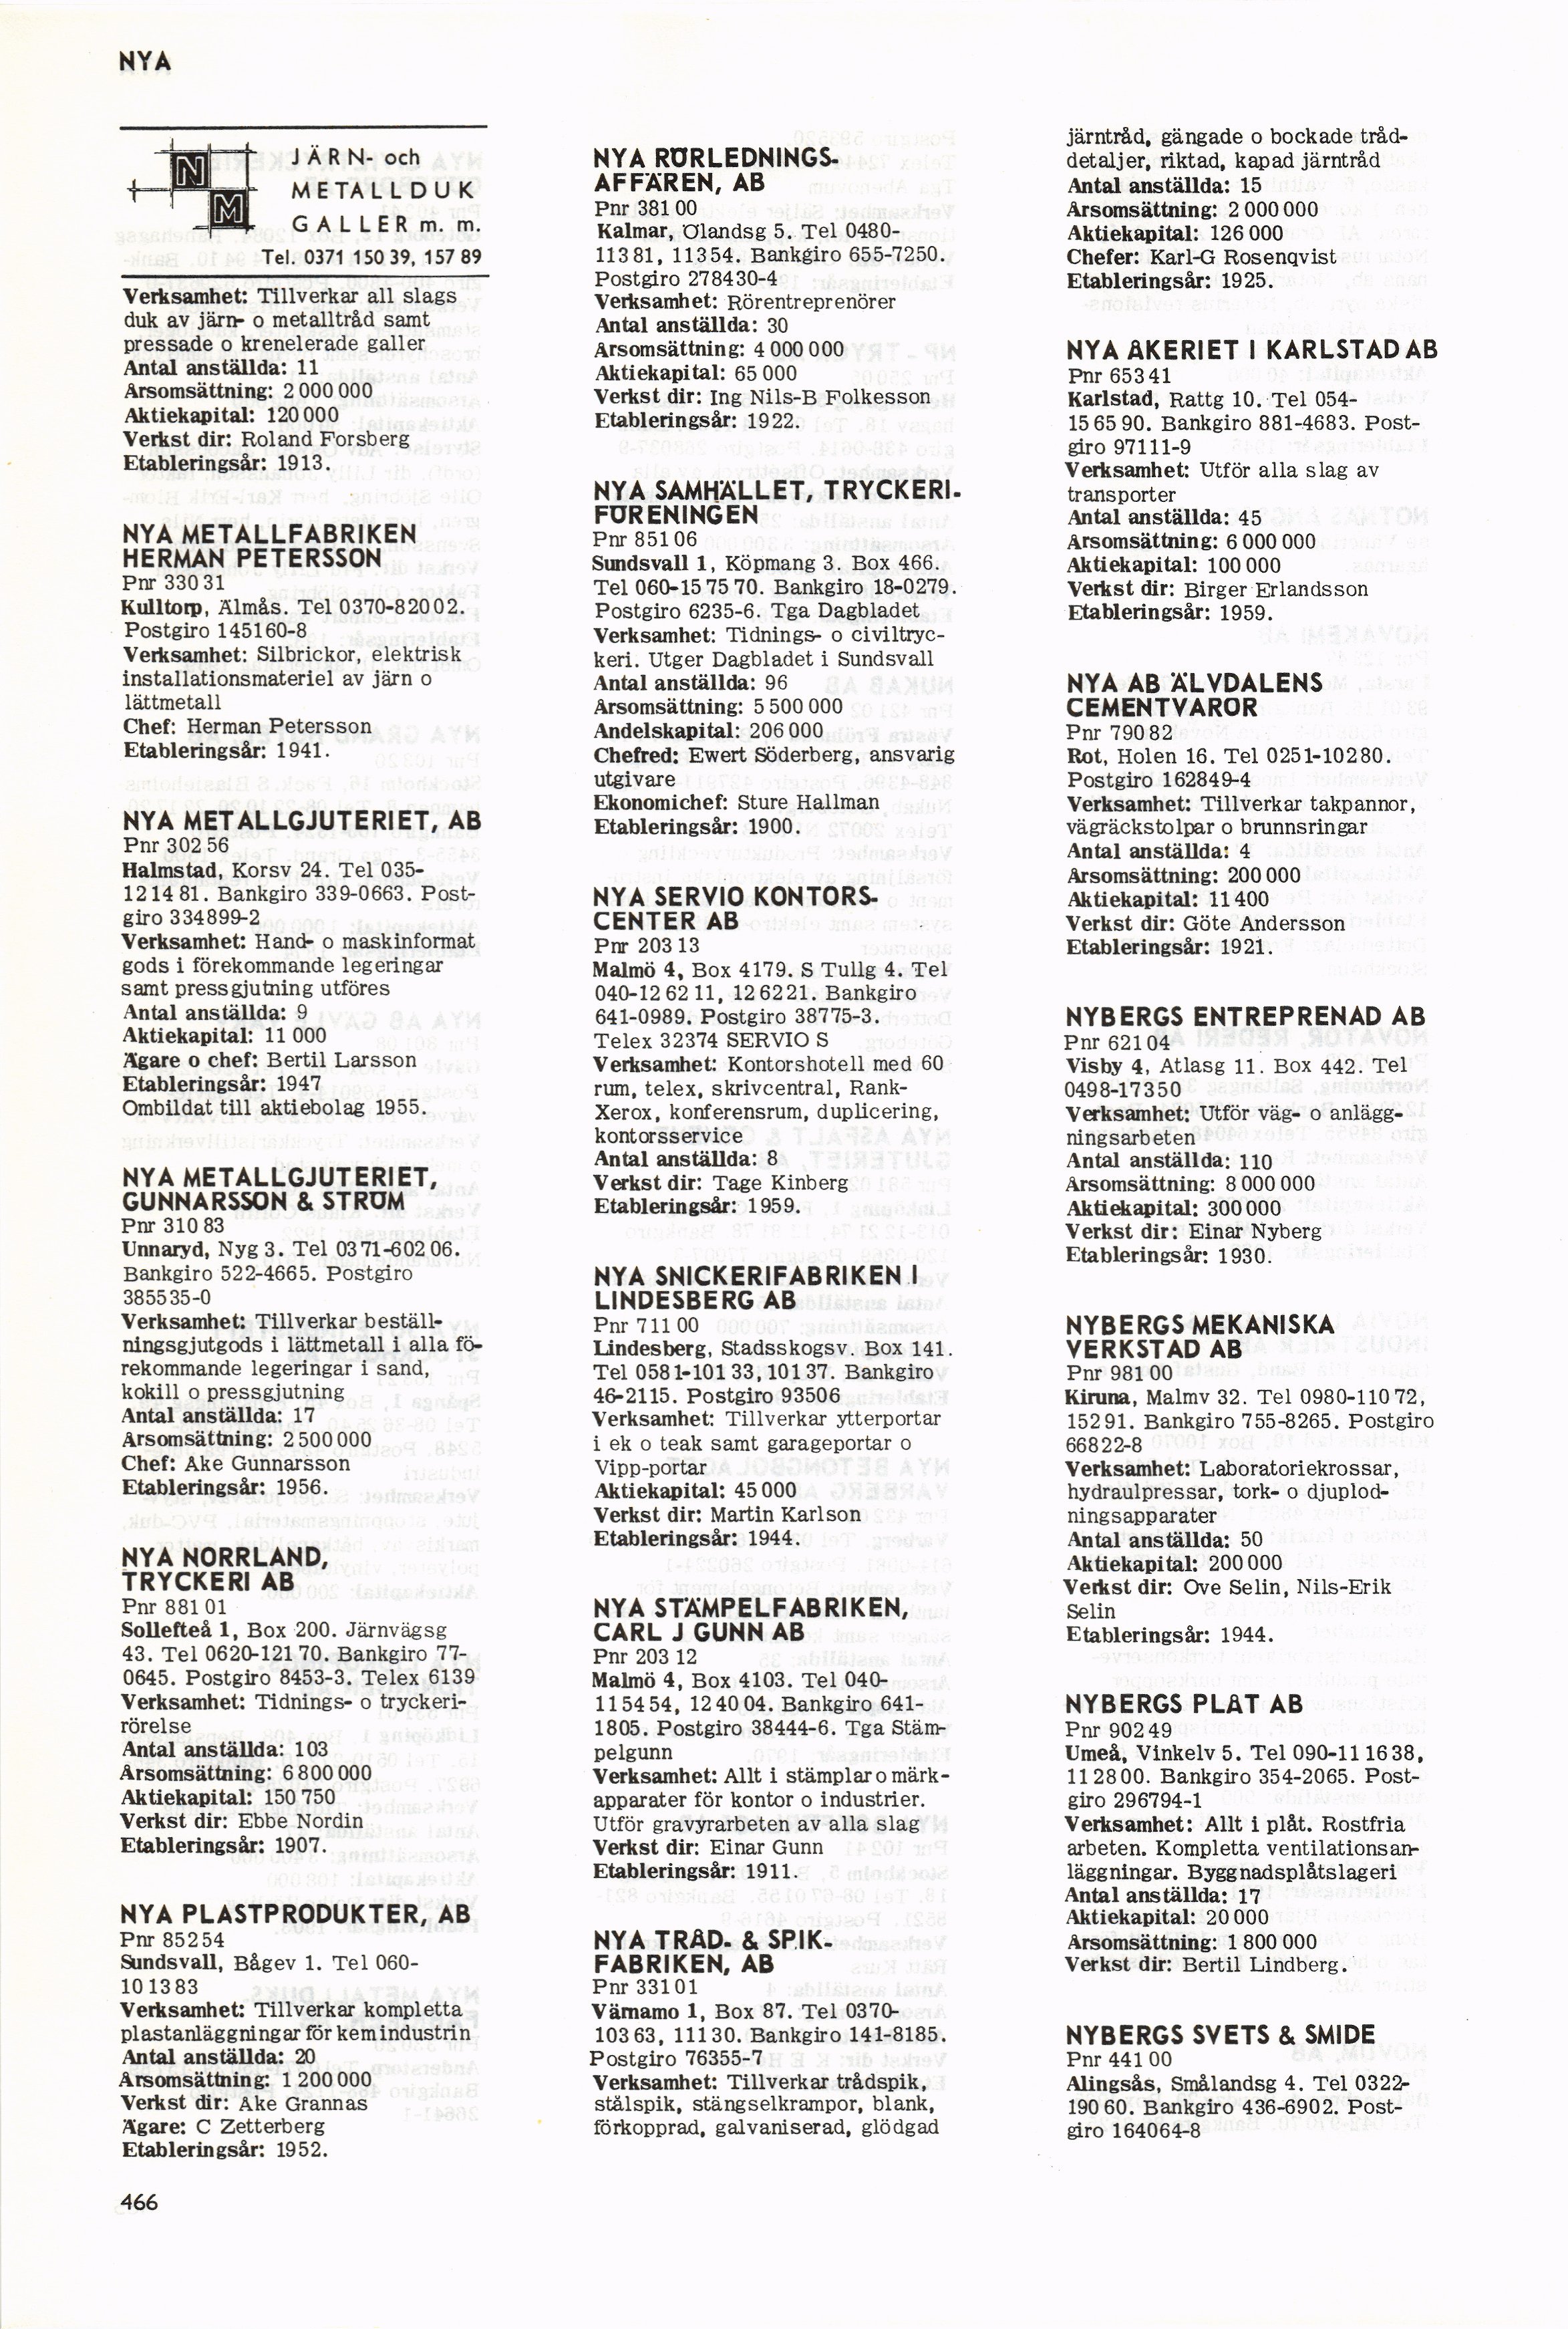 NYA
N
M
JÄRN- och
METALLDUK
GALLER m. m.
Tel. 0371 150 39, 157 89
Verksamhet: Tillverkar all slags
duk av järn- o metalltråd samt
pressade o krenelerade galler
Antal anställda: 11
Årsomsättning: 2 000 000
Aktiekapital: 120 000
Verkst dir: Roland Forsberg
Etableringsår: 1913.
NYA METALLFABRIKEN
HERMAN PETERSSON
Pnr 330 31
Kulltorp, Älmås. Tel 0370-820 02.
Postgiro 145160-8
Verksamhet: Silbrickor, elektrisk
installationsmateriel av järn o
lättmetall
Chef: Herman Petersson
Etableringsår: 1941.
NYA METALLGJUTERIET, AB
Pnr 302 56
Halmstad, Korsv 24. Tel 035-
12 14 81. Bankgiro 339-0663. Post-
giro 334899-2
Verksamhet: Hand- o maskinformat
gods i förekommande legeringar
samt pressgjutning utföres
Antal anställda: 9
Aktiekapital: 11 000
Ägare o chef: Bertil Larsson
Etableringsår: 1947
Ombildat till aktiebolag 1955.
NYA METALLGJUTERIET,
GUNNARSSON & STRÖM
Pnr 310 83
Unnaryd, Nyg 3. Tel 0371-602 06.
Bankgiro 522-4665. Postgiro
385535-0
Verksamhet: Tillverkar beställ-
ningssgjutgods i lättmetall i alla fö-
rekommande legeringar i sand,
kokill o pressgjutning
Antal anställda: 17
Årsomsättning: 2 500 000
Chef: Åke Gunnarsson
Etableringsår: 1956.
NYA NORRLAND,
TRYCKERI AB
Pnr 881 01
Sollefteå 1, Box 200. Järnvägsg
43. Tel 0620-121 70. Bankgiro 77-
0645. Postgiro 8453-3. Telex 6139
Verksamhet: Tidnings- o tryckeri-
rörelse
Antal anställda: 103
Årsomsättning: 6 800 000
Aktiekapital: 150 750
Verkst dir: Ebbe Nordin
Etableringsår: 1907.
NYA PLASTPRODUKTER, AB
Pnr 852 54
Sundsvall, Bågev 1. Tel 060-
10 13 83
Verksamhet: Tillverkar kompletta
plastanläggningar för kemindustrin
Antal anställda: 20
Årsomsättning: 1 200 000
Verkst dir: Åke Grannas
Ägare: C Zetterberg
Etableringsår: 1952.
466
NYA RÖRLEDNINGS-
AFFÄREN, AB
Pnr 381 00
Kalmar, Ölandsg 5. Tel 0480-
113 81, 113 54. Bankgiro 655-7250.
Postgiro 278430-4
Verksamhet: Rörentreprenörer
Antal anställda: 30
Årsomsättning: 4 000 000
Aktiekapital: 65 000
Verkst dir: Ing Nils-B Folkesson
Etableringsår: 1922.
NYA SAMHÄLLET, TRYCKERI-
FÖRENINGEN
Pnr 851 06
Sundsvall 1, Köpmang 3. Box 466.
Tel 060-15 75 70. Bankgiro 18-0279.
Postgiro 6235-6. Tga Dagbladet
Verksamhet: Tidnings- o civiltryc-
keri. Utger Dagbladet i Sundsvall
Antal anställda: 96
Årsomsättning: 5 500 000
Andelskapital: 206 000
Chefred: Ewert Söderberg, ansvarig
utgivare
Ekonomichef: Sture Hallman
Etableringsår: 1900.
NYA SERVIO KONTORS-
CENTER AB
Pnr 203 13
Malmö 4, Box 4179. S Tullg 4. Tel
040-12 62 11, 12 62 21. Bankgiro
641-0989. Postgiro 38775-3.
Telex 32374 SERVIO S
Verksamhet: Kontorshotell med 60
rum, telex, skrivcentral, Rank-
Xerox, konferensrum, duplicering,
kontorsservice
Antal anställda: 8
Verkst dir: Tage Kinberg
Etableringsår: 1959.
NYA SNICKERIFABRIKEN I
LINDESBERG AB
Pnr 711 00
Lindesberg, Stadsskogsv. Box 141.
Tel 0581-101 33, 101 37. Bankgiro
46-2115. Postgiro 93506
Verksamhet: Tillverkar ytterportar
i ek o teak samt garageportar o
Vipp-portar
Aktiekapital: 45 000
Verkst dir: Martin Karlson
Etableringsår: 1944.
NYA STÄMPELFABRIKEN,
CARL J GUNN AB
Pnr 203 12
Malmö 4, Box 4103. Tel 040-
11 54 54, 12 40 04. Bankgiro 641-
1805. Postgiro 38444-6. Tga Stäm-
pelgunn
Verksamhet: Allt i stämplar o märk-
apparater för kontor o industrier.
Utför gravyrarbeten av alla slag
Verkst dir: Einar Gunn
Etableringsår: 1911.
NYA TRÅD- & SPIK-
FABRIKEN, AB
Pnr 331 01
Värnamo 1, Box 87. Tel 0370-
103 63, 111 30. Bankgiro 141-8185.
Postgiro 76355-7
Verksamhet: Tillverkar trådspik,
stålspik, stängselkrampor, blank,
förkopprad, galvaniserad, glödgad
järntråd, gängade o bockade tråd-
detaljer, riktad, kapad järntråd
Antal anställda: 15
Årsomsättning: 2 000 000
Aktiekapital: 126 000
Chefer: Karl-G Rosenqvist
Etableringsår: 1925.
NYA ÅKERIET I KARLSTAD AB
Pnr 653 41
Karlstad, Rattg 10. Tel 054-
15 65 90. Bankgiro 881-4683. Post-
giro 97111-9
Verksamhet: Utför alla slag av
transporter
Antal anställda: 45
Årsomsättning: 6 000 000
Aktiekapital: 100 000
Verkst dir: Birger Erlandsson
Etableringsår: 1959.
NYA AB ÄLVDALENS
CEMENTVAROR
Pnr 790 82
Rot, Holen 16. Tel 0251-102 80.
Postgiro 162849-4
Verksamhet: Tillverkar takpannor,
vägräckstolpar o brunnsringar
Antal anställda: 4
Årsomsättning: 200 000
Aktiekapital: 11 400
Verkst dir: Göte Andersson
Etableringsår: 1921.
NYBERGS ENTREPRENAD AB
Pnr 621 04
Visby 4, Atlasg 11. Box 442. Tel
0498-173 50
Verksamhet: Utför väg- o anlägg-
ningsarbeten
Antal anställda: 110
Årsomsättning: 8 000 000
Aktiekapital: 300 000
Verkst dir: Einar Nyberg
Etableringsår: 1930.
NYBERGS MEKANISKA
VERKSTAD AB
Pnr 981 00
Kiruna, Malmv 32. Tel 0980-110 72,
152 91. Bankgiro 755-8265. Postgiro
66822-8
Verksamhet: Laboratoriekrossar,
hydraulpressar, tork- o djuplod-
ningsapparater
Antal anställda: 50
Aktiekapital: 200 000
Verkst dir: Ove Selin, Nils-Erik
Selin
Etableringsår: 1944.
NYBERGS PLÅT AB
Pnr 902 49
Umeå, Vinkelv 5. Tel 090-11 16 38,
11 28 00. Bankgiro 354-2065. Post-
giro 296794-1
Verksamhet: Allt i plåt. Rostfria
arbeten. Kompletta ventilationsan-
läggningar. Byggnadsplåtslageri
Antal anställda: 17
Aktiekapital: 20 000
Årsomsättning: 1 800 000
Verkst dir: Bertil Lindberg.
NYBERGS SVETS & SMIDE
Pnr 441 00
Alingsås, Smålandsg 4. Tel 0322-
190 60. Bankgiro 436-6902. Post-
giro 164064-8